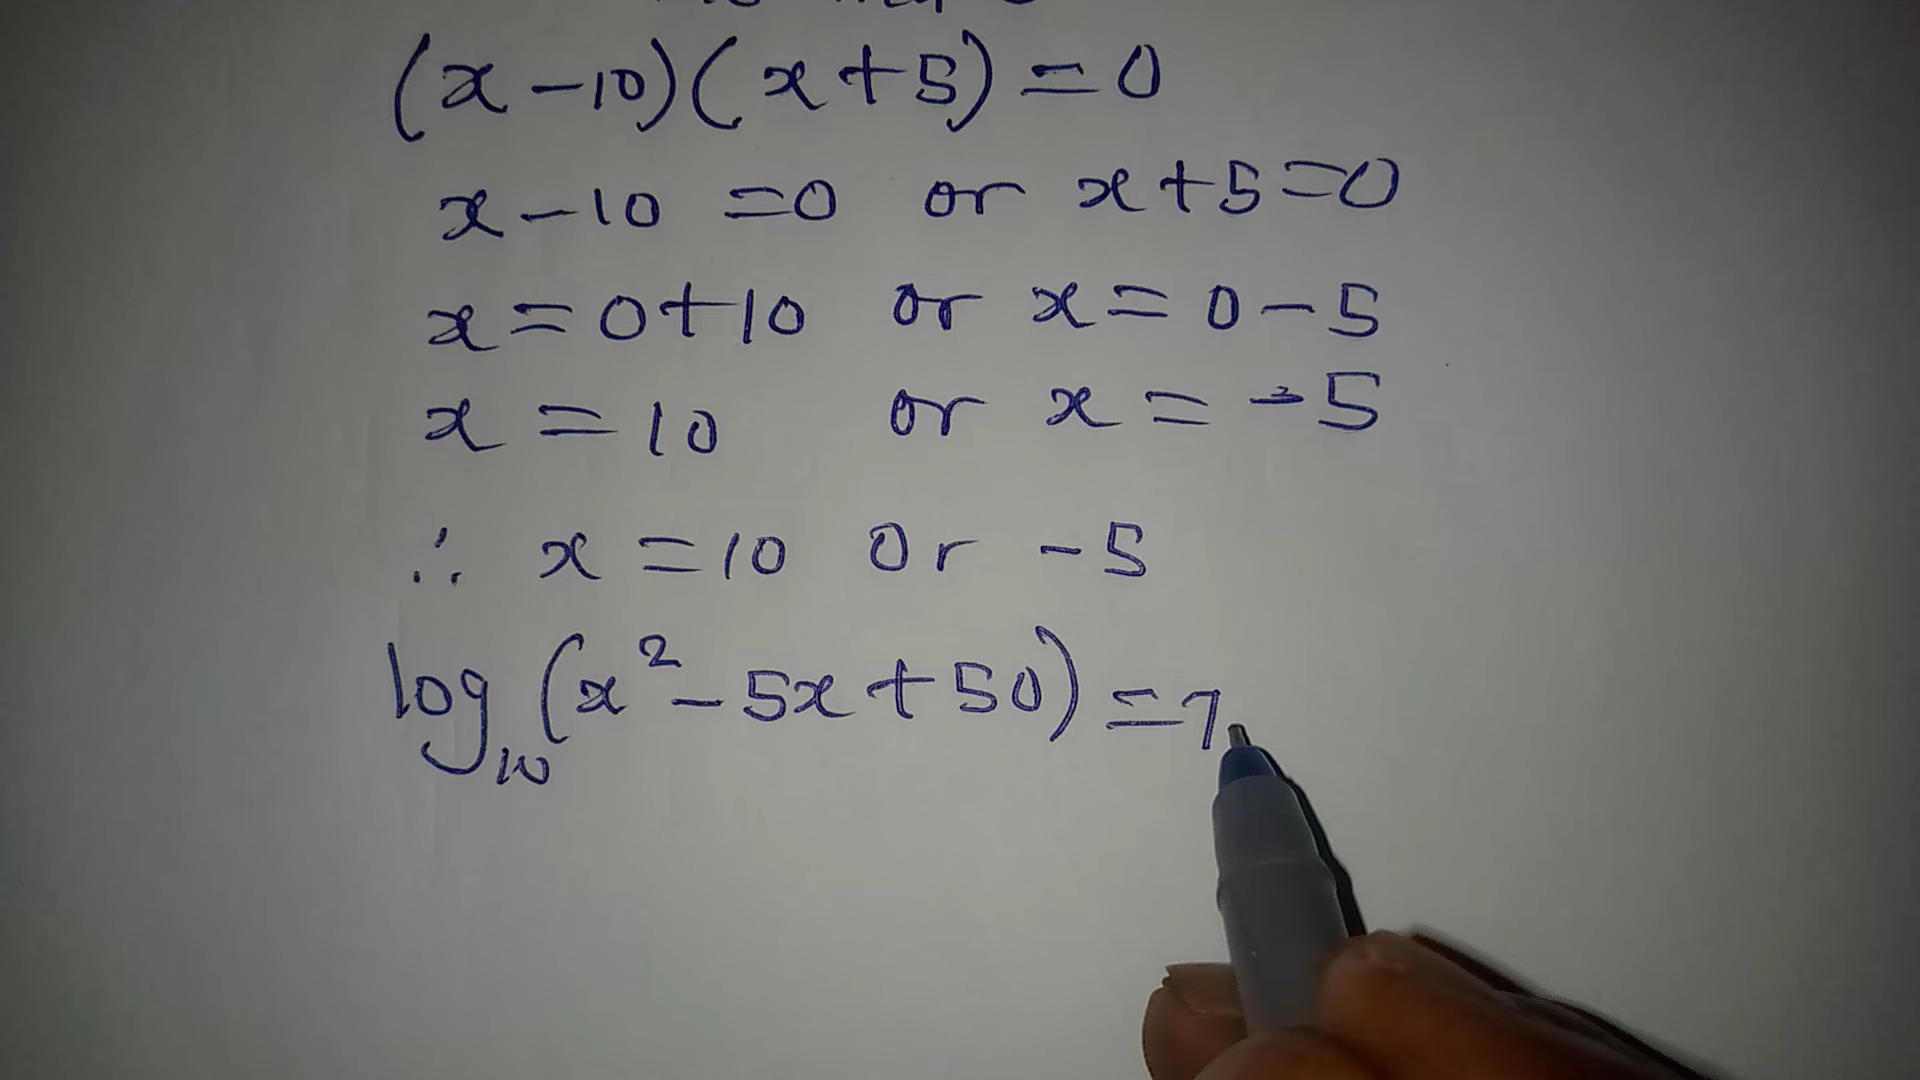 (x-10)(x+5)=0
x-10 =0 or x+5=0
x=0+10 or x=0-5
x=10 or x=-5
∴ x=10 Or -5
log₁₀(x²-5x+50)=7